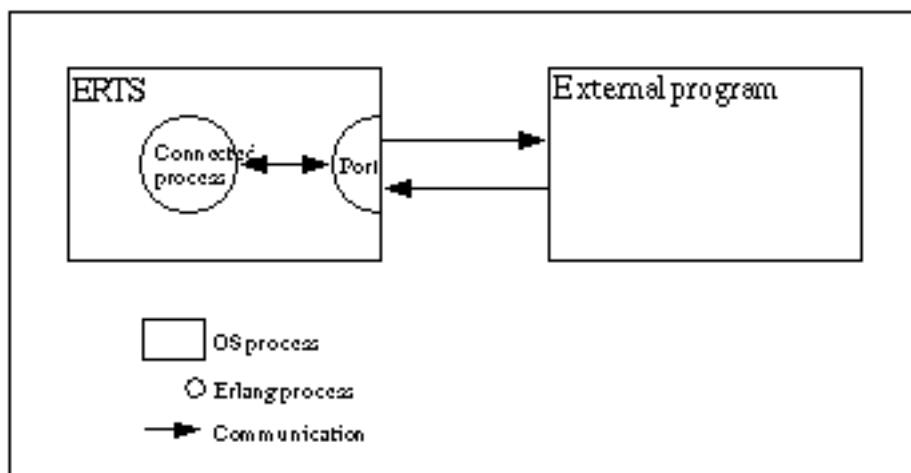 ERTS
External program
Connected
process
Port
OS process
Erlang process
Communication